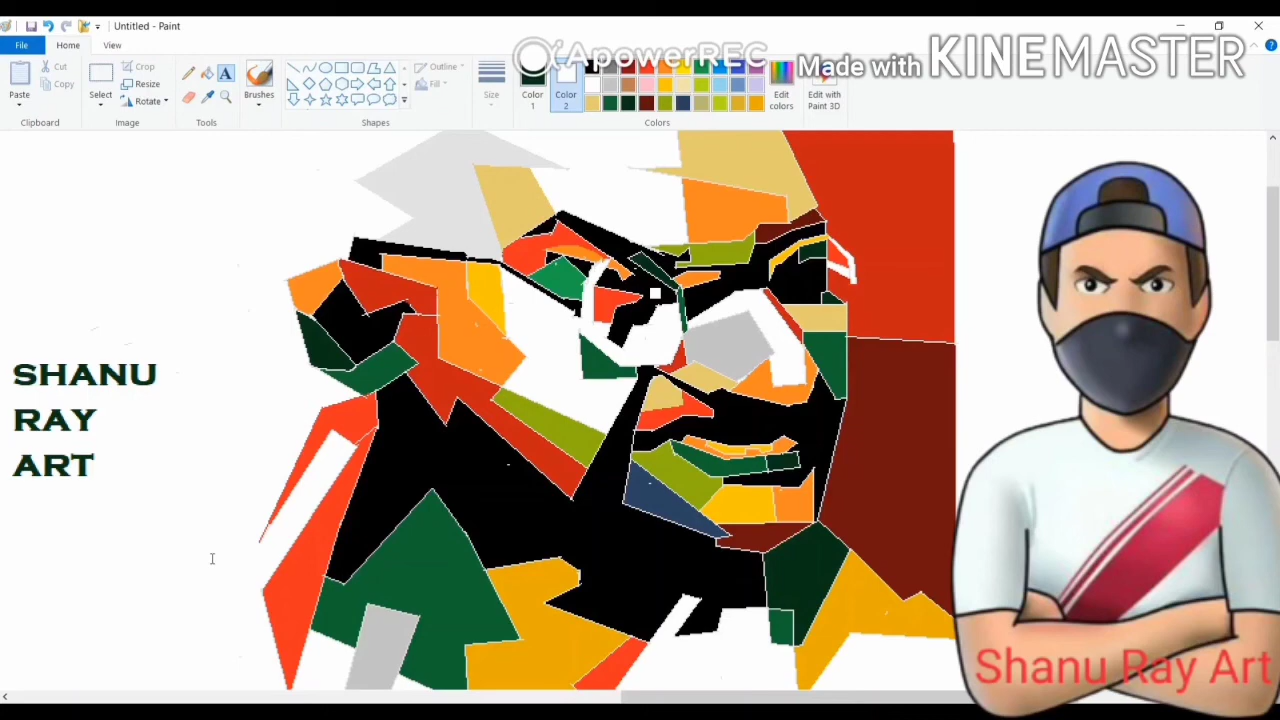 Untitled - Paint
File Home View
ApowerREC
Made with KINEMASTER
Paste
Cut
Copy
Clipboard
Select
Crop
Resize
Rotate
Image
A
Tools
Brushes
Shapes
Outline
Fill
Size
Color 1
Color 2
Colors
Edit colors
Edit with Paint 3D
SHANU
RAY
ART
Shanu Ray Art